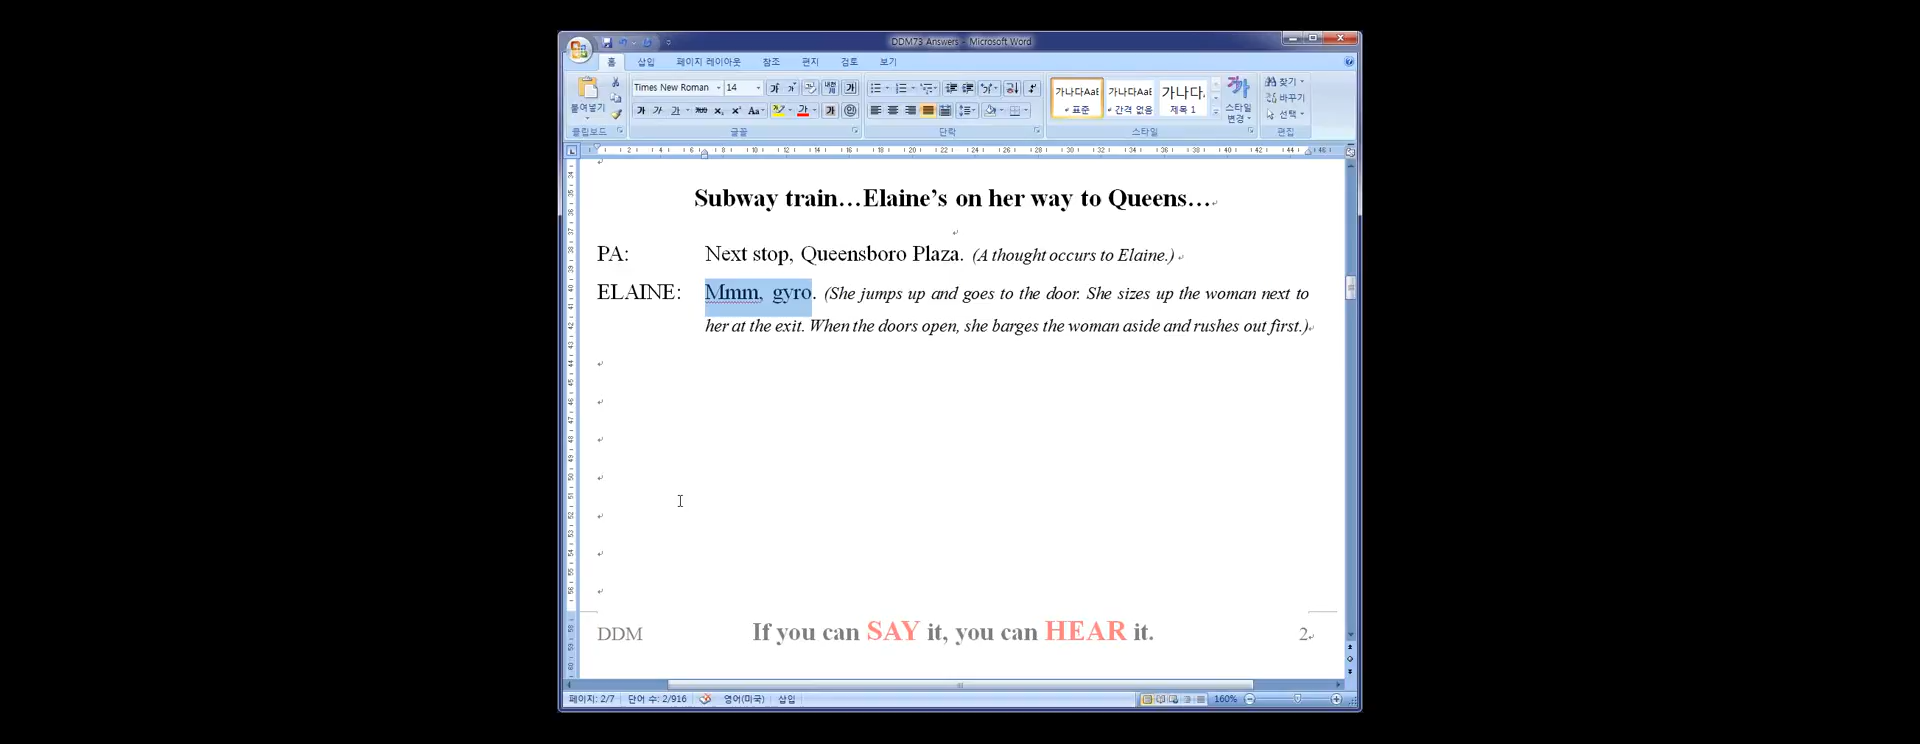 DDM73 Answers - Microsoft Word
홈 삽입 페이지 레이아웃 참조 편지 검토 보기
Times New Roman 14
붙여넣기
클립보드 글꼴 단락 스타일 편집
가나다AaB 가나다AaB 가나다
표준 간격 없음 제목 1
스타일 변경
찾기
바꾸기
선택
Subway train…Elaine’s on her way to Queens…
PA: Next stop, Queensboro Plaza. (A thought occurs to Elaine.)
ELAINE: Mmm, gyro. (She jumps up and goes to the door. She sizes up the woman next to
her at the exit. When the doors open, she barges the woman aside and rushes out first.)
DDM If you can SAY it, you can HEAR it. 2
페이지: 2/7 단어 수: 2/916 영어(미국) 삽입 160%